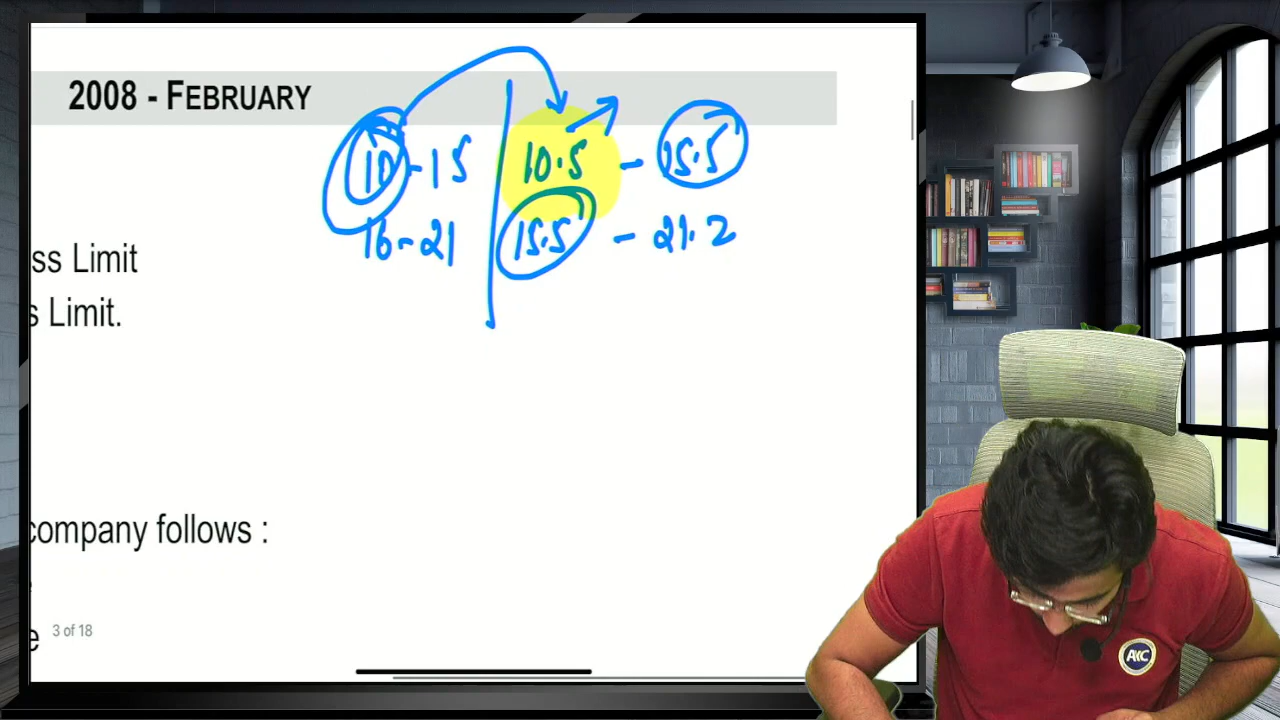 2008 - FEBRUARY
10 - 15 10.5 - 15.5
16 - 21 15.5 - 21.2
ss Limit
s Limit.
company follows :
e
3 of 18
AKC